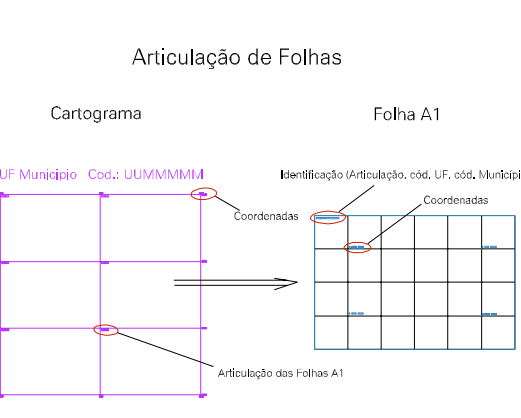 Articulação de Folhas
Cartograma
Folha A1
UF Município Cod.: UUMMMMM
Identificação (Articulação, cód. UF, cód. Municípi
Coordenadas
Coordenadas
Articulação das Folhas A1